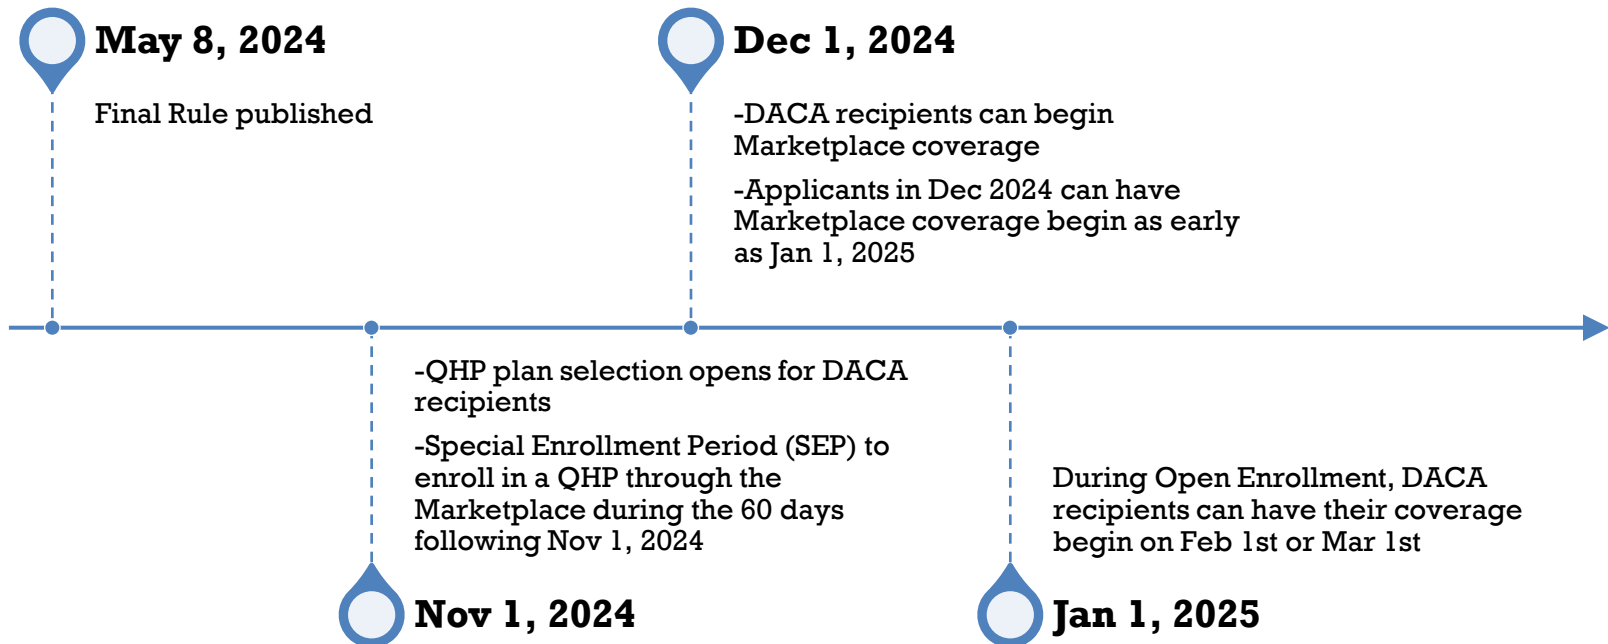 May 8, 2024
Final Rule published
Dec 1, 2024
-DACA recipients can begin
Marketplace coverage
-Applicants in Dec 2024 can have
Marketplace coverage begin as early
as Jan 1, 2025
-QHP plan selection opens for DACA
recipients
-Special Enrollment Period (SEP) to
enroll in a QHP through the
Marketplace during the 60 days
following Nov 1, 2024
Nov 1, 2024
During Open Enrollment, DACA
recipients can have their coverage
begin on Feb 1st or Mar 1st
Jan 1, 2025